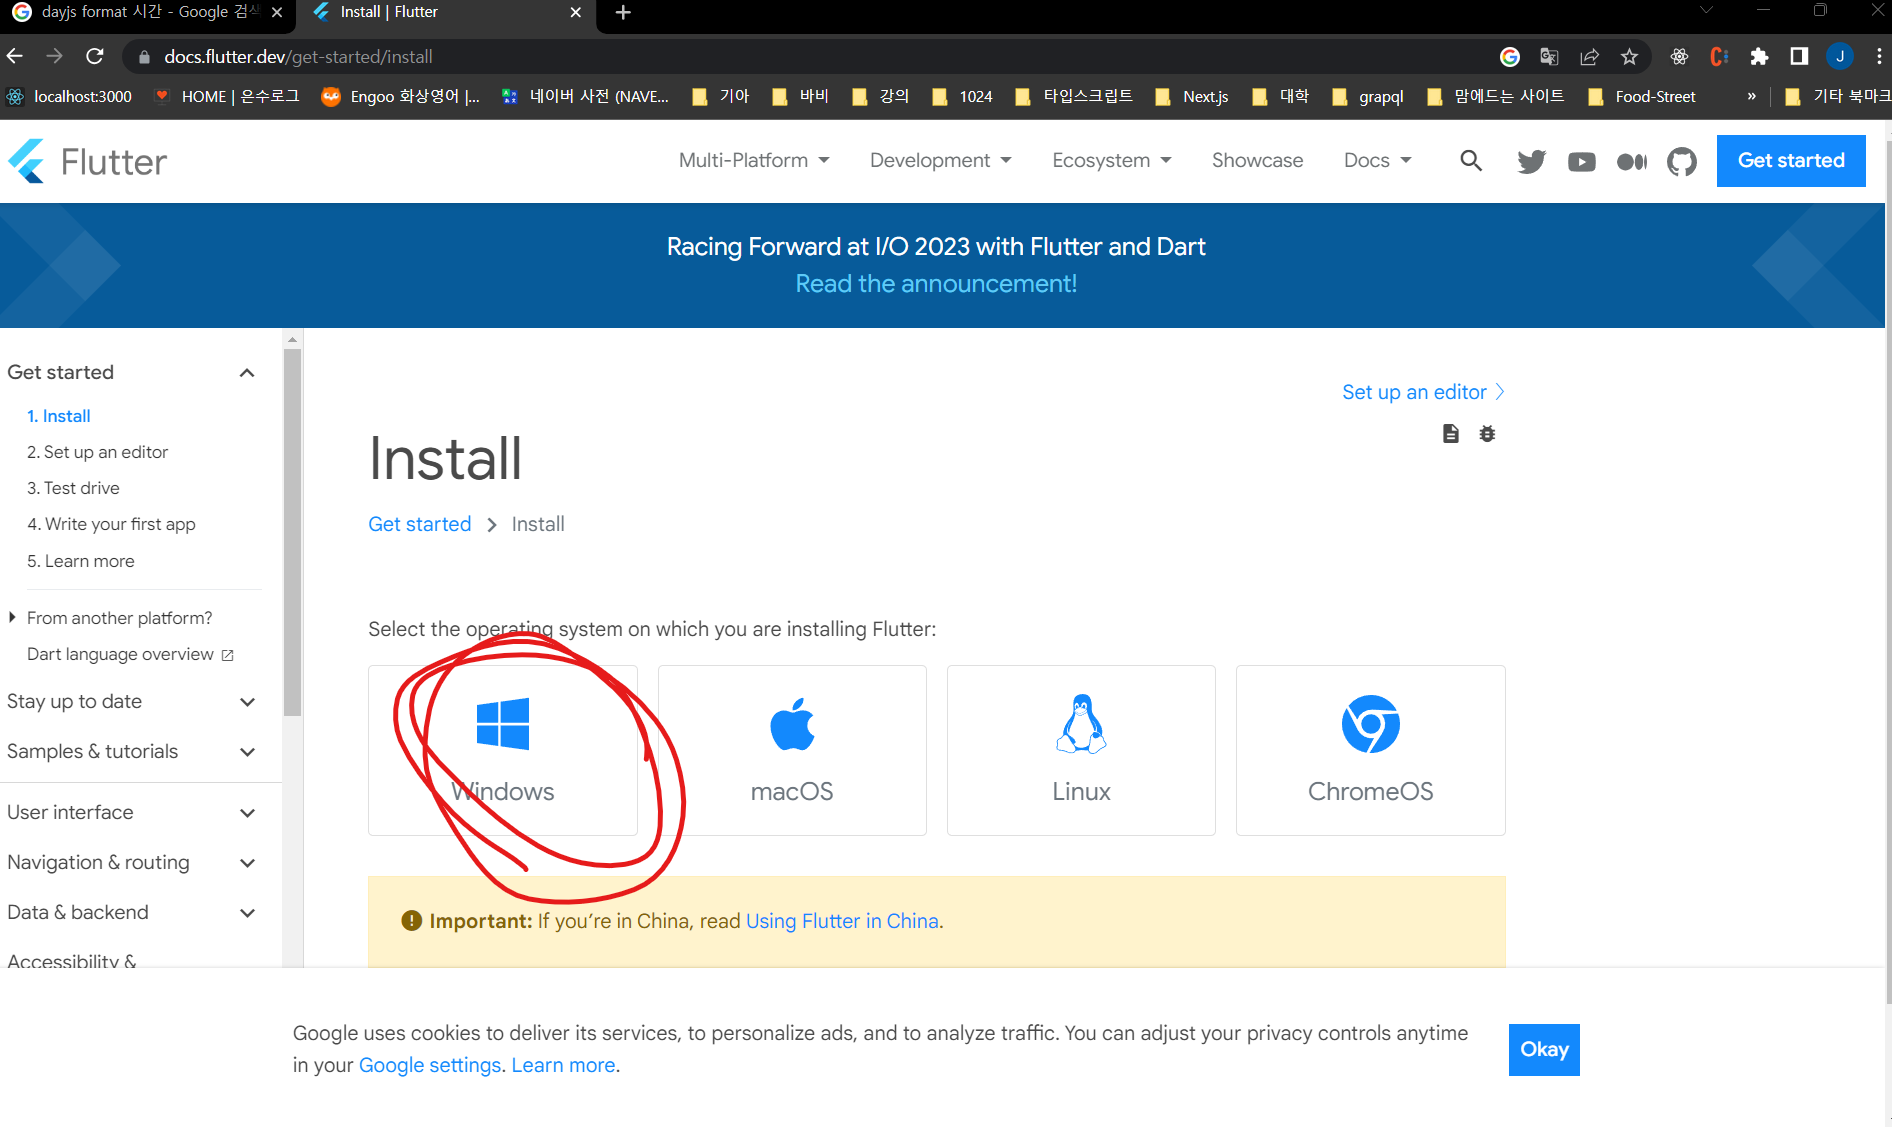 dayjs format 시간 - Google 검색
Install | Flutter
docs.flutter.dev/get-started/install
J
localhost:3000
HOME | 은수로그
Engoo 화상영어 |...
네이버 사전 (NAVE...
기아
바비
강의
1024
타입스크립트
Next.js
대학
grapql
맘에드는 사이트
Food-Street
»
기타 북마크
Flutter
Multi-Platform
Development
Ecosystem
Showcase
Docs
Get started
Racing Forward at I/O 2023 with Flutter and Dart
Read the announcement!
Get started
1. Install
2. Set up an editor
3. Test drive
4. Write your first app
5. Learn more
From another platform?
Dart language overview
Stay up to date
Samples & tutorials
User interface
Navigation & routing
Data & backend
Accessibility &
Set up an editor
Install
Get started > Install
Select the operating system on which you are installing Flutter:
Windows
macOS
Linux
ChromeOS
Important: If you’re in China, read Using Flutter in China.
Google uses cookies to deliver its services, to personalize ads, and to analyze traffic. You can adjust your privacy controls anytime
in your Google settings. Learn more.
Okay